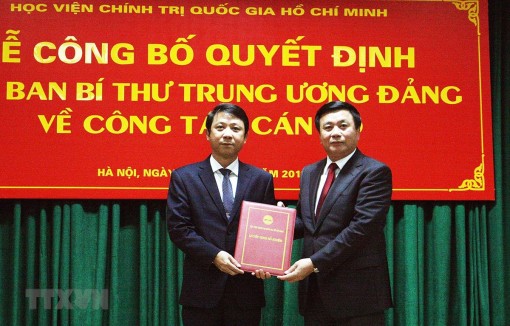 HỌC VIỆN CHÍNH TRỊ QUỐC GIA HỒ CHÍ MINH
Ễ CÔNG BỐ QUYẾT ĐỊNH
BAN BÍ THƯ TRUNG ƯƠNG ĐẢNG
VỀ CÔNG TÁC CÁN
HÀ NỘI, NGÀY 201
TTXVN